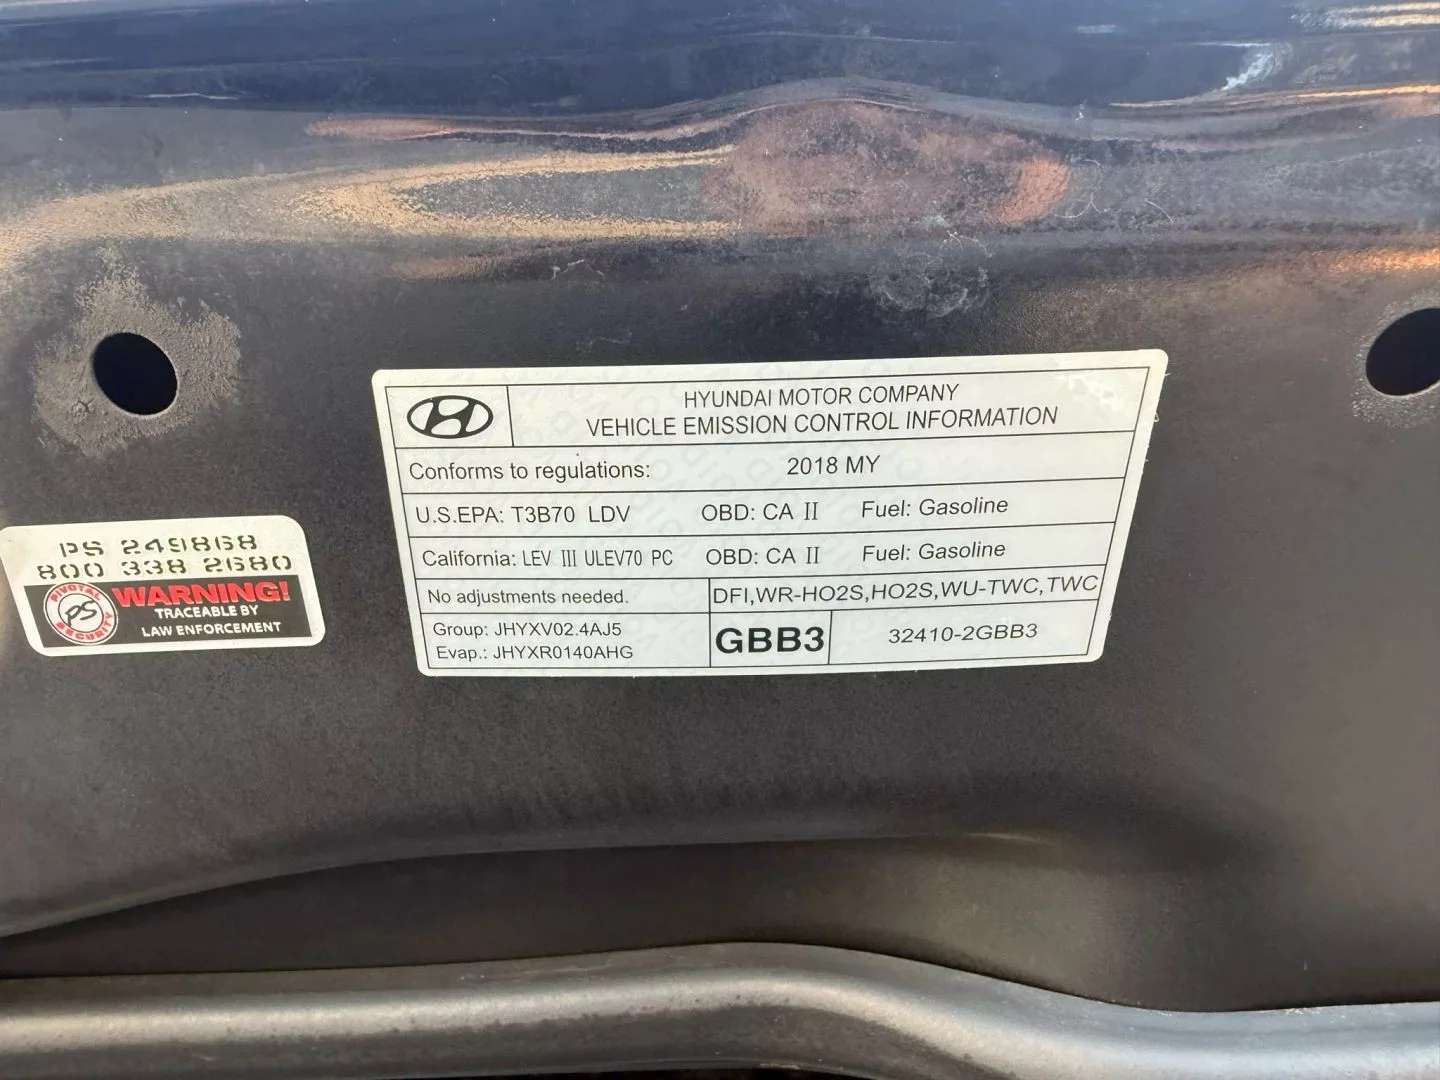 HYUNDAI MOTOR COMPANY
VEHICLE EMISSION CONTROL INFORMATION
Conforms to regulations: 2018 MY
U.S.EPA: T3B70 LDV OBD: CA II Fuel: Gasoline
California: LEV III ULEV70 PC OBD: CA II Fuel: Gasoline
No adjustments needed. DFI,WR-HO2S,HO2S,WU-TWC,TWC
Group: JHYXV02.4AJ5
Evap.: JHYXR0140AHG
GBB3 32410-2GBB3
PS 249868
800 338 2680
PIVOTAL PS SECURITY
WARNING!
TRACEABLE BY
LAW ENFORCEMENT